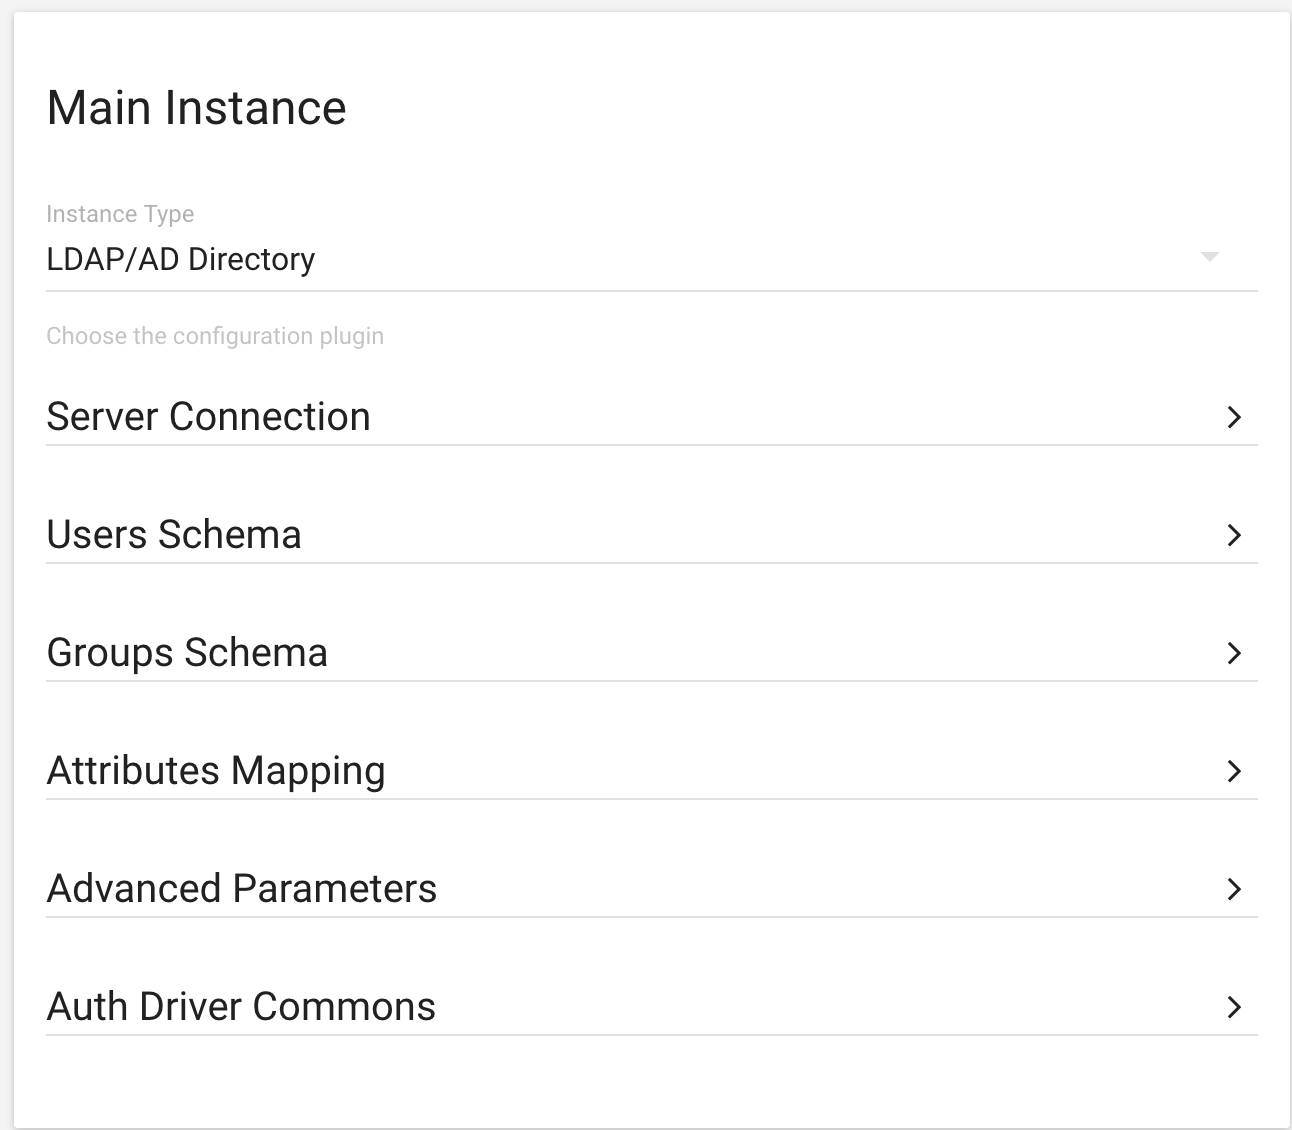 Main Instance
Instance Type
LDAP/AD Directory
Choose the configuration plugin
Server Connection
Users Schema
Groups Schema
Attributes Mapping
Advanced Parameters
Auth Driver Commons